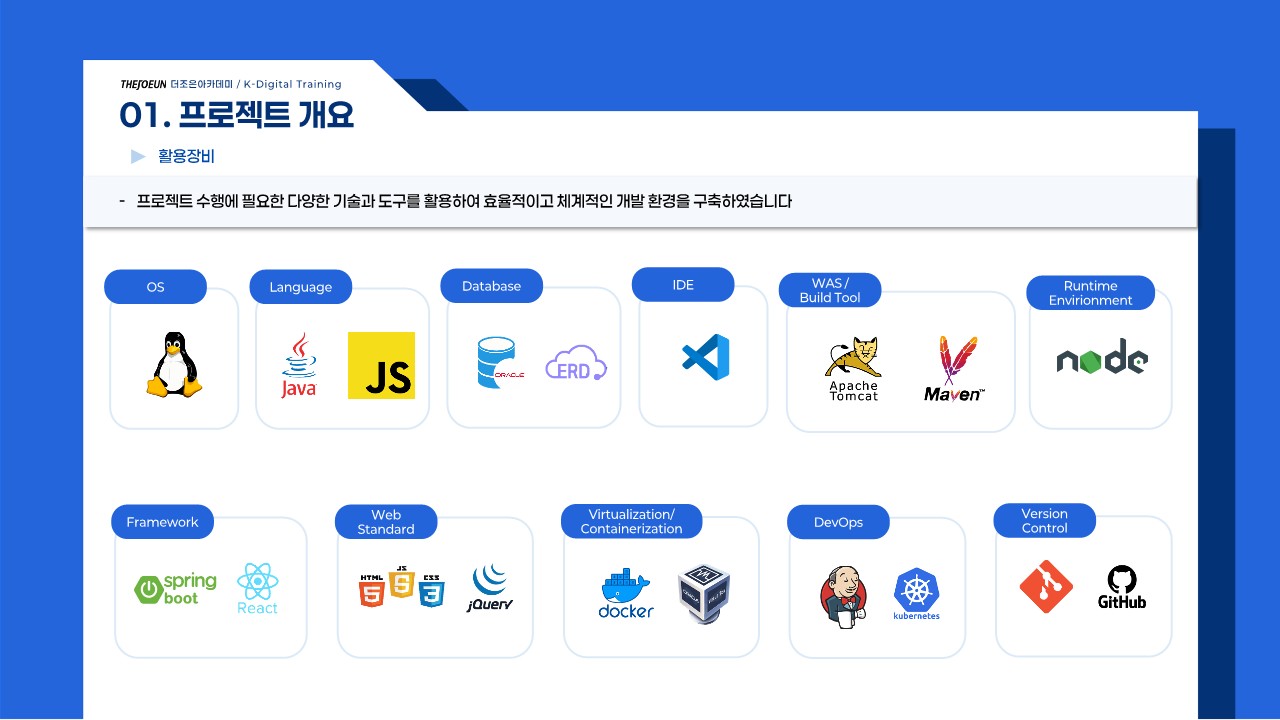 THEJOEUN 더조은아카데미 / K-Digital Training
01. 프로젝트 개요
활용장비
- 프로젝트 수행에 필요한 다양한 기술과 도구를 활용하여 효율적이고 체계적인 개발 환경을 구축하였습니다
OS
Language
Java
JS
Database
ORACLE
ERD
IDE
WAS /
Build Tool
Apache
Tomcat
Maven™
Runtime
Envirionment
node
Framework
spring
boot
React
Web
Standard
HTML
5
JS
5
CSS
3
jQuery
Virtualization/
Containerization
docker
DevOps
kubernetes
Version
Control
GitHub